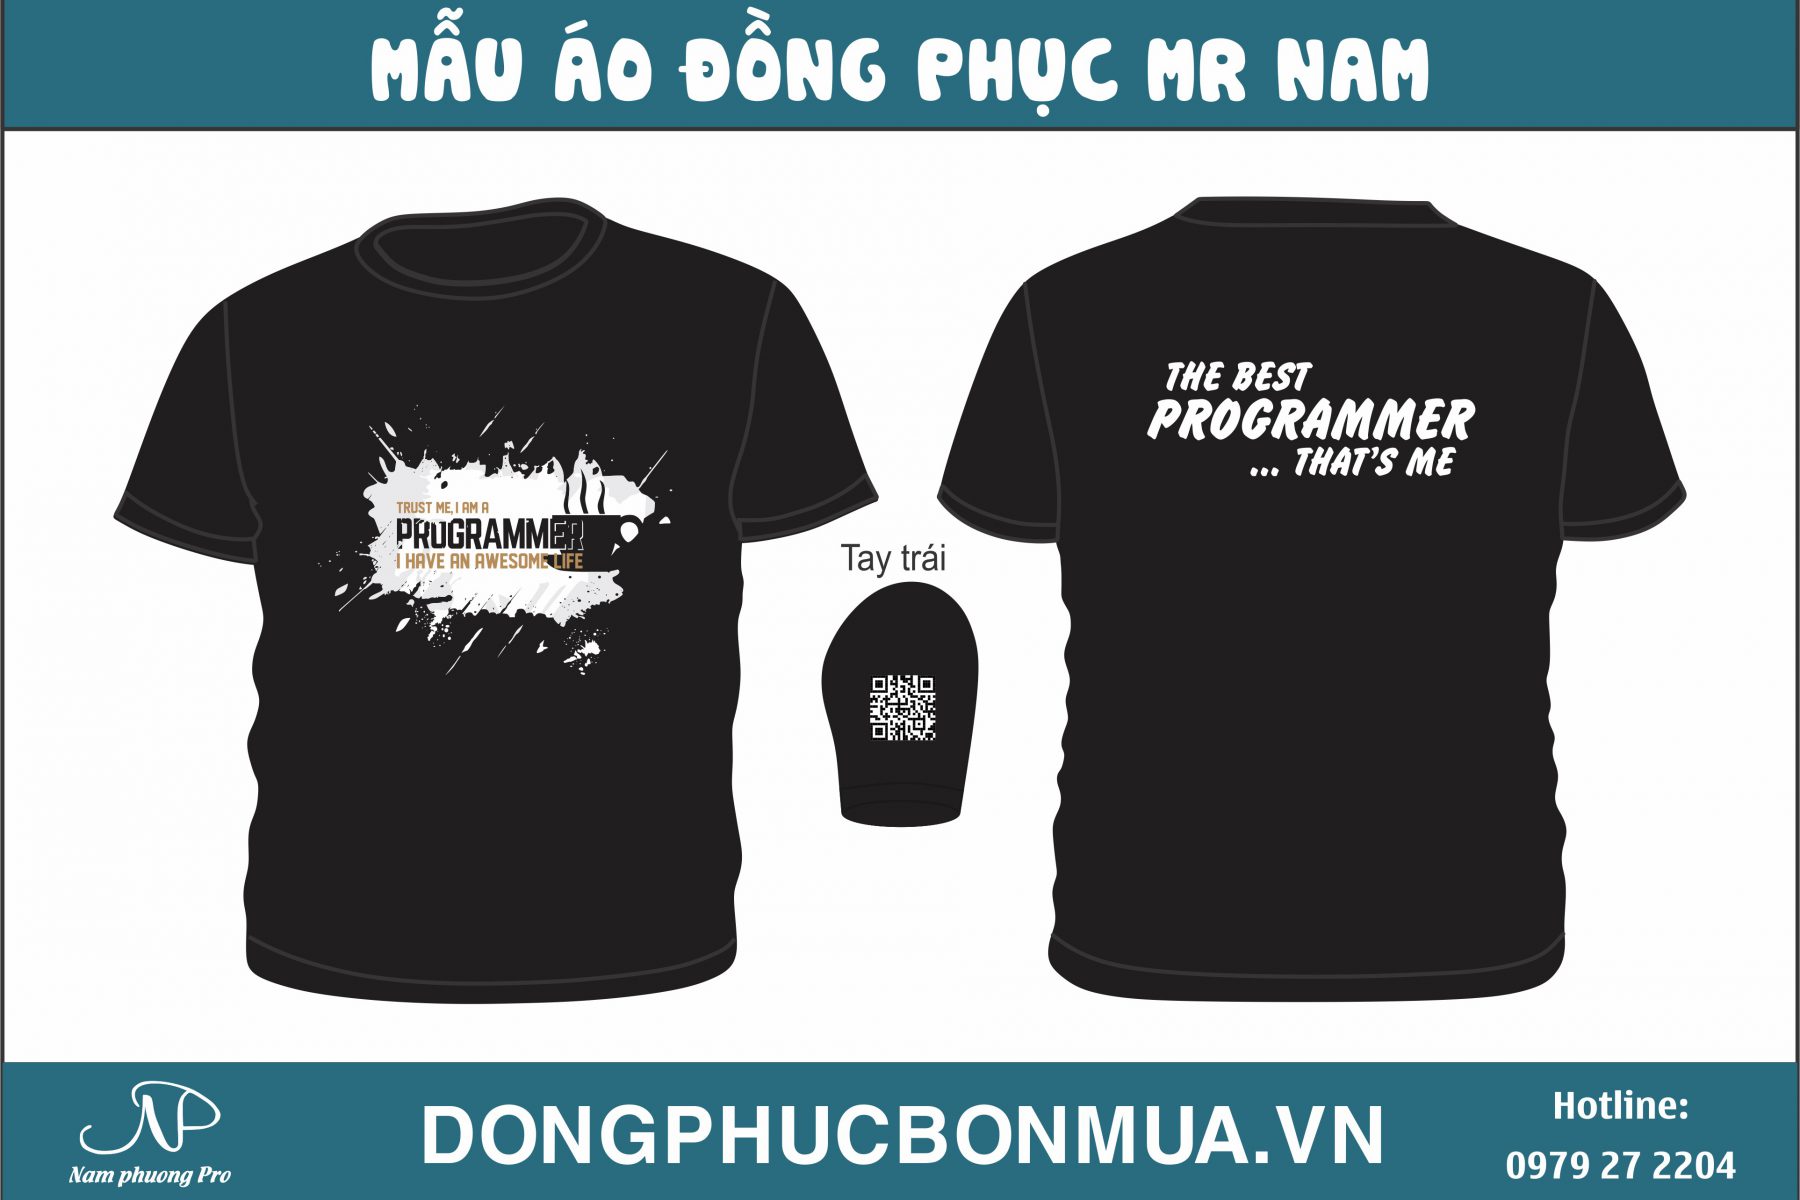 MẪU ÁO ĐỒNG PHỤC MR NAM
TRUST ME, I AM A
PROGRAMMER
I HAVE AN AWESOME LIFE
THE BEST
PROGRAMMER
... THAT'S ME
Tay trái
NP
Nam phuong Pro
DONGPHUCBONMUA.VN
Hotline:
0979 27 2204